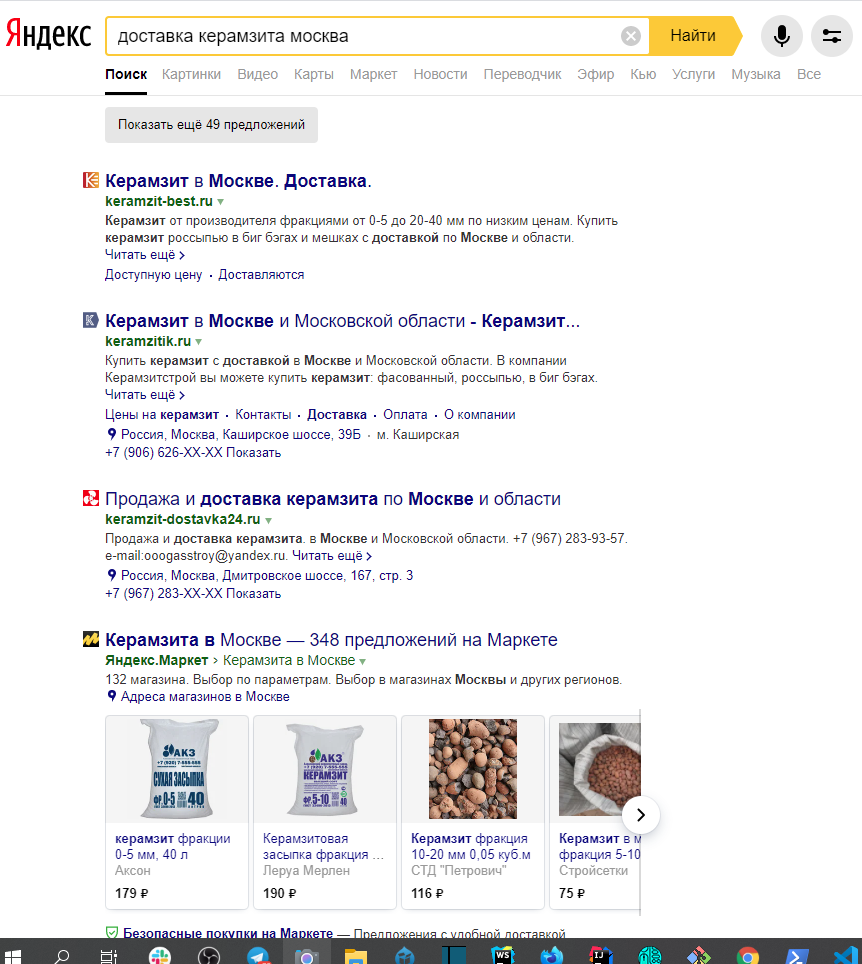 Яндекс
доставка керамзита москва
Найти
Поиск Картинки Видео Карты Маркет Новости Переводчик Эфир Кью Услуги Музыка Все
Показать ещё 49 предложений
Керамзит в Москве. Доставка.
keramzit-best.ru
Керамзит от производителя фракциями от 0-5 до 20-40 мм по низким ценам. Купить
керамзит россыпью в биг бэгах и мешках с доставкой по Москве и области.
Читать ещё >
Доступную цену · Доставляются
Керамзит в Москве и Московской области - Керамзит...
keramzitik.ru
Купить керамзит с доставкой в Москве и Московской области. В компании
Керамзитстрой вы можете купить керамзит: фасованный, россыпью, в биг бэгах.
Читать ещё >
Цены на керамзит · Контакты · Доставка · Оплата · О компании
Россия, Москва, Каширское шоссе, 39Б · м. Каширская
+7 (906) 626-XX-XX Показать
Продажа и доставка керамзита по Москве и области
keramzit-dostavka24.ru
Продажа и доставка керамзита. в Москве и Московской области. +7 (967) 283-93-57.
e-mail:ooogasstroy@yandex.ru. Читать ещё >
Россия, Москва, Дмитровское шоссе, 167, стр. 3
+7 (967) 283-XX-XX Показать
Керамзита в Москве — 348 предложений на Маркете
Яндекс.Маркет > Керамзита в Москве
132 магазина. Выбор по параметрам. Выбор в магазинах Москвы и других регионов.
Адреса магазинов в Москве
АКЗ
+7 (920) 7-555-555
СУХАЯ ЗАСЫПКА
ФР.0-5 40
АКЗ
КЕРАМЗИТ
ФР.5-10 40
керамзит фракции
0-5 мм, 40 л
Аксон
179 ₽
Керамзитовая
засыпка фракция ...
Леруа Мерлен
190 ₽
Керамзит фракция
10-20 мм 0,05 куб.м
СТД "Петрович"
116 ₽
Керамзит в м
фракция 5-10
Стройсетки
75 ₽
Безопасные покупки на Маркете — Предложения с удобной доставкой
WS
IJ